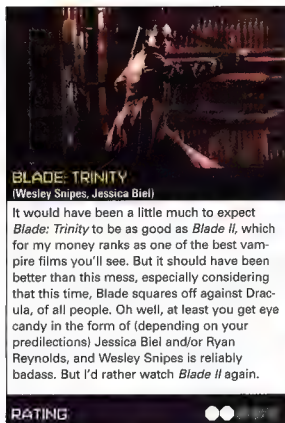 BLADE: TRINITY
(Wesley Snipes, Jessica Biel)
It would have been a little much to expect
Blade: Trinity to be as good as Blade II, which
for my money ranks as one of the best vam-
pire films you'll see. But it should have been
better than this mess, especially considering
that this time, Blade squares off against Drac-
ula, of all people. Oh well, at least you get eye
candy in the form of (depending on your
predilections) Jessica Biel and/or Ryan
Reynolds, and Wesley Snipes is reliably
badass. But I'd rather watch Blade II again.
RATING